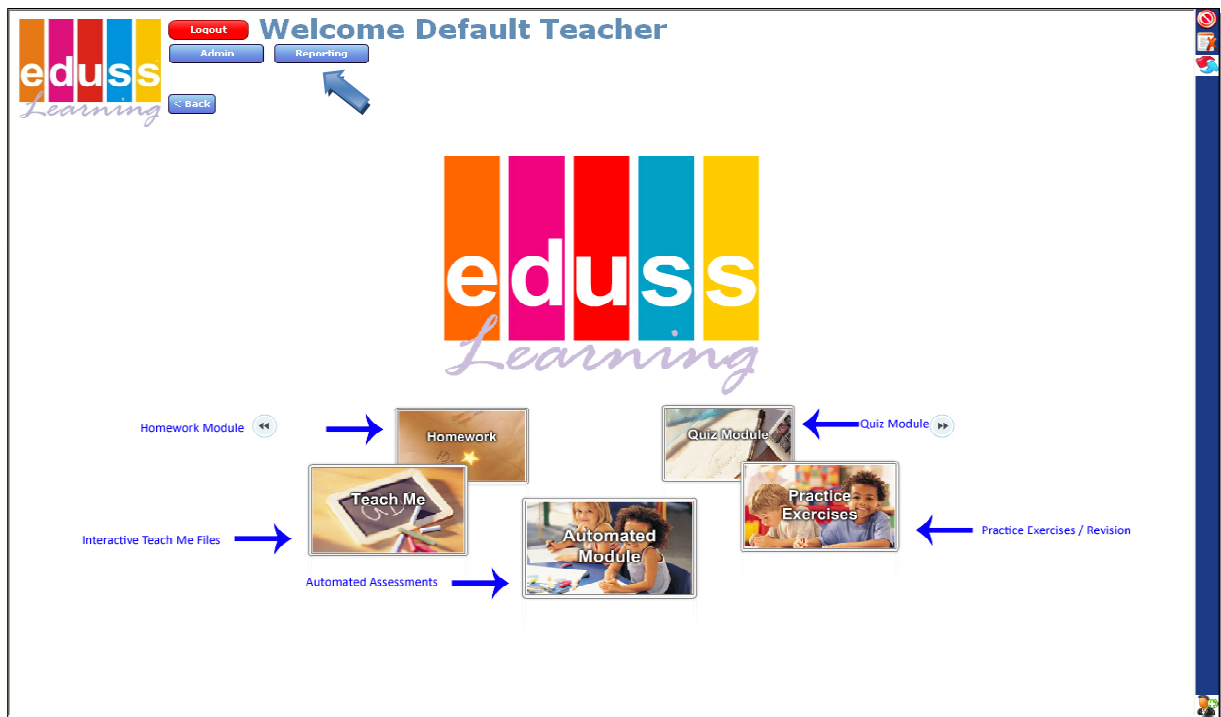 Logout
Welcome Default Teacher
Admin
Reporting
eduss
Learning
< Back
eduss
Learning
Homework Module
Homework
Quiz Module
Quiz Module
Teach Me
Practice
Exercises
Interactive Teach Me Files
Automated
Module
Practice Exercises / Revision
Automated Assessments